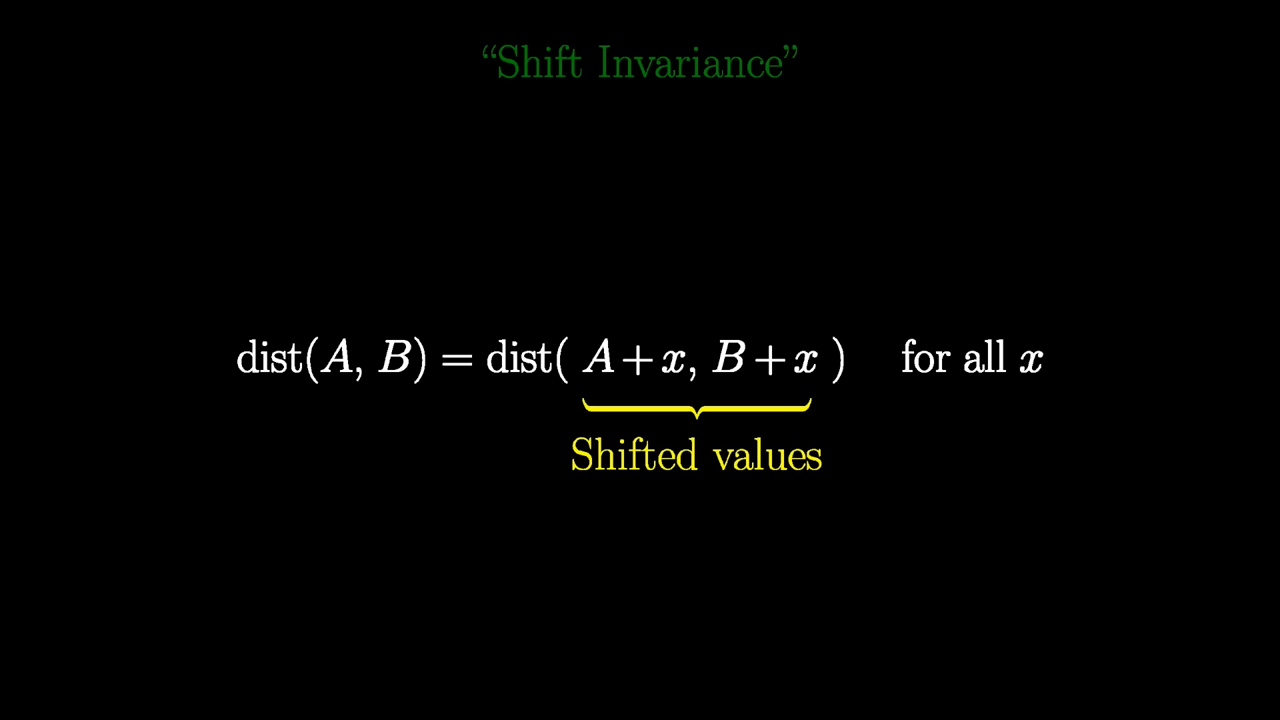 “Shift Invariance”
dist(A, B) = dist( A + x, B + x ) for all x
Shifted values